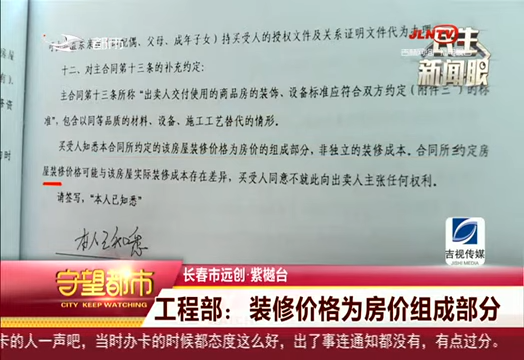 JLNTV
民生
新闻眼
配偶、父母、成年子女）持买受人的授权文件及关系证明文件代为办理
十二、对主合同第十三条的补充约定：
主合同第十三条所称“出卖人交付使用的商品房的装饰、设备标准应符合双方约定（附件三）的标
准”，包含以同等品质的材料、设备、施工工艺替代的情形。
买受人知悉本合同所约定的该房屋装修价格为房价的组成部分，非独立的装修成本。合同所约定房
屋装修价格可能与该房屋实际装修成本存在差异，买受人同意不就此向出卖人主张任何权利。
请签写，“本人已知悉”
本人已知悉
吉视传媒
JISHI MEDIA
守望都市
CITY KEEP WATCHING
长春市远创·紫樾台
工程部：装修价格为房价组成部分
卡的人一声吧，当时办卡的时候都态度这么好，出了事连通知都没有，有点过分。